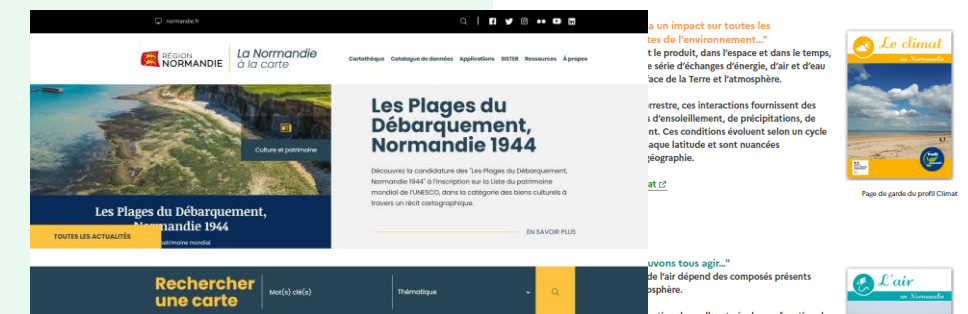 normandie.fr
RÉGION
NORMANDIE
La Normandie
à la carte
Cartothèque Catalogue de données Applications SISTER Ressources À propos
Culture et patrimoine
Les Plages du Débarquement,
Normandie 1944
patrimoine mondial
TOUTES LES ACTUALITÉS
Les Plages du
Débarquement,
Normandie 1944
Découvrez la candidature des "Les Plages du Débarquement,
Normandie 1944" à l'inscription sur la Liste du patrimoine
mondial de l'UNESCO, dans la catégorie des biens culturels à
travers un récit cartographique.
EN SAVOIR PLUS
Rechercher
une carte
Mot(s) clé(s)
Thématique
a un impact sur toutes les
tes de l'environnement..."
t le produit, dans l'espace et dans le temps,
e série d'échanges d'énergie, d'air et d'eau
face de la Terre et l'atmosphère.
errestre, ces interactions fournissent des
s d'ensoleillement, de précipitations, de
nt. Ces conditions évoluent selon un cycle
aque latitude et sont nuancées
géographie.
at
Le climat
en Normandie
Profil
Page de garde du profil Climat
uvons tous agir..."
de l'air dépend des composés présents
osphère.
L'air
en Normandie